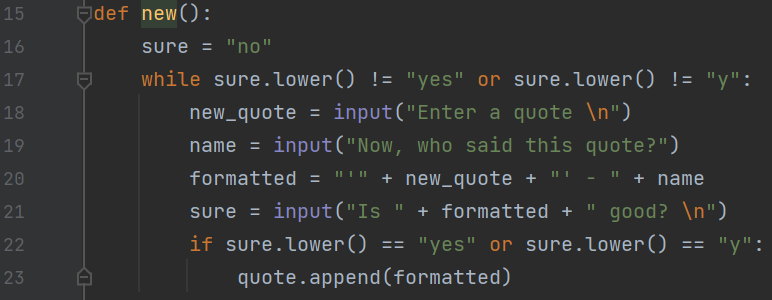 15 def new():
16     sure = "no"
17     while sure.lower() != "yes" or sure.lower() != "y":
18         new_quote = input("Enter a quote \n")
19         name = input("Now, who said this quote?")
20         formatted = "'" + new_quote + "' - " + name
21         sure = input("Is " + formatted + " good? \n")
22         if sure.lower() == "yes" or sure.lower() == "y":
23             quote.append(formatted)